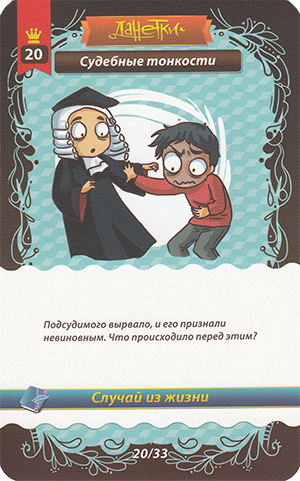 Данетки
20
Судебные тонкости
Подсудимого вырвало, и его признали
невиновным. Что происходило перед этим?
Случай из жизни
20/33